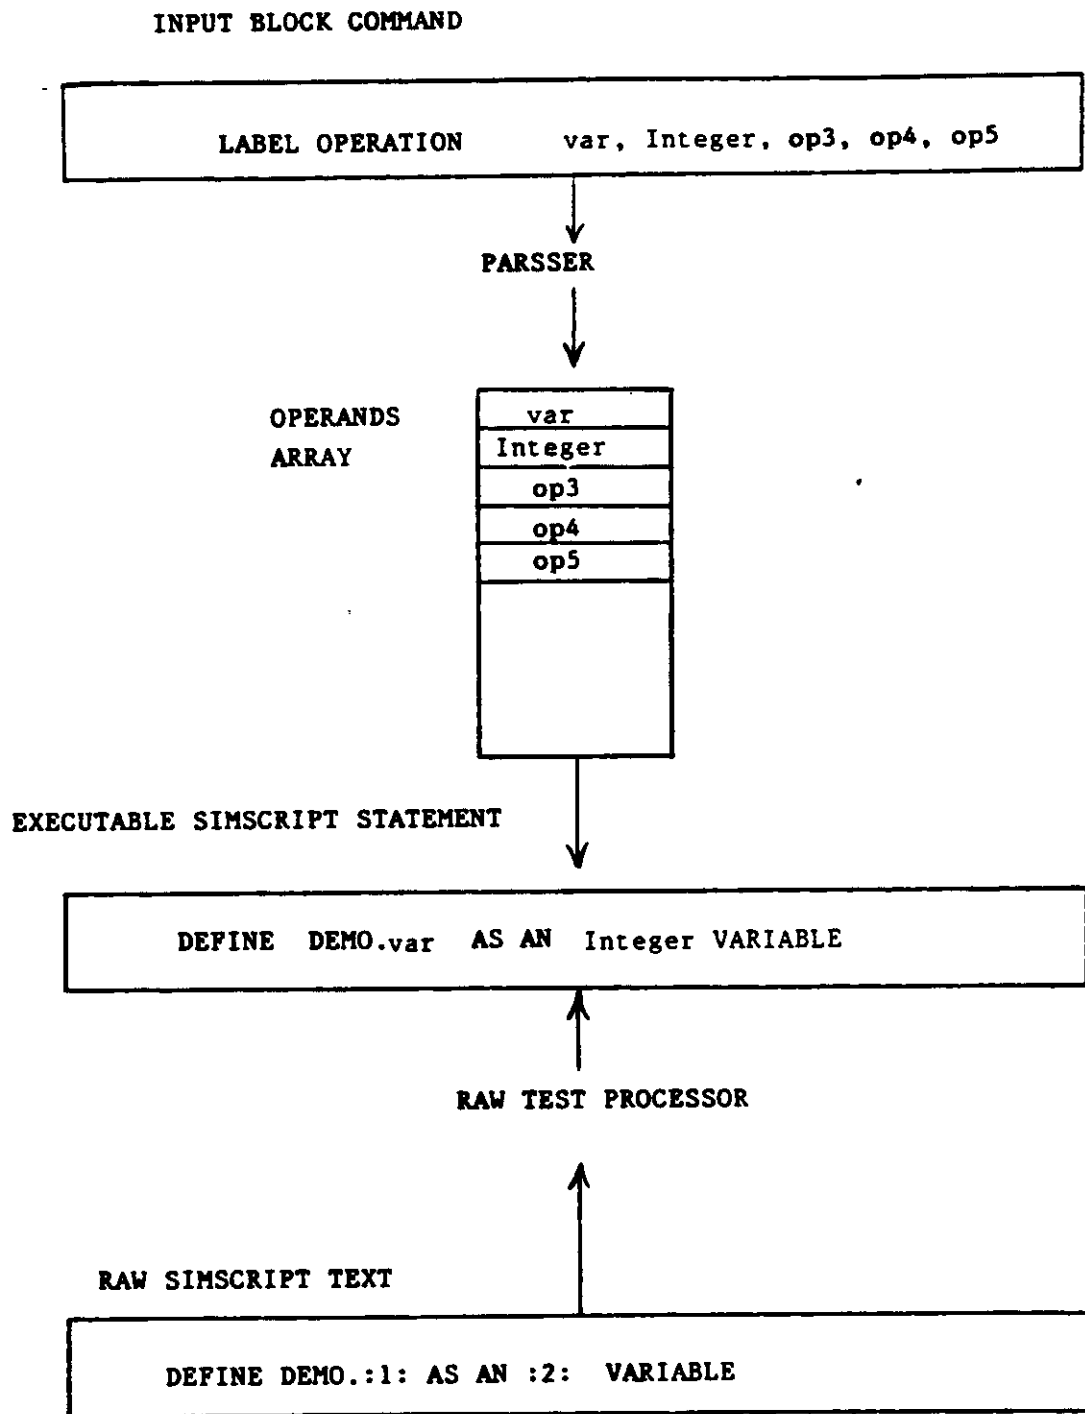 INPUT BLOCK COMMAND
LABEL OPERATION var, Integer, op3, op4, op5
PARSSER
OPERANDS
ARRAY
var
Integer
op3
op4
op5
EXECUTABLE SIMSCRIPT STATEMENT
DEFINE DEMO.var AS AN Integer VARIABLE
RAW TEST PROCESSOR
RAW SIMSCRIPT TEXT
DEFINE DEMO.:1: AS AN :2: VARIABLE